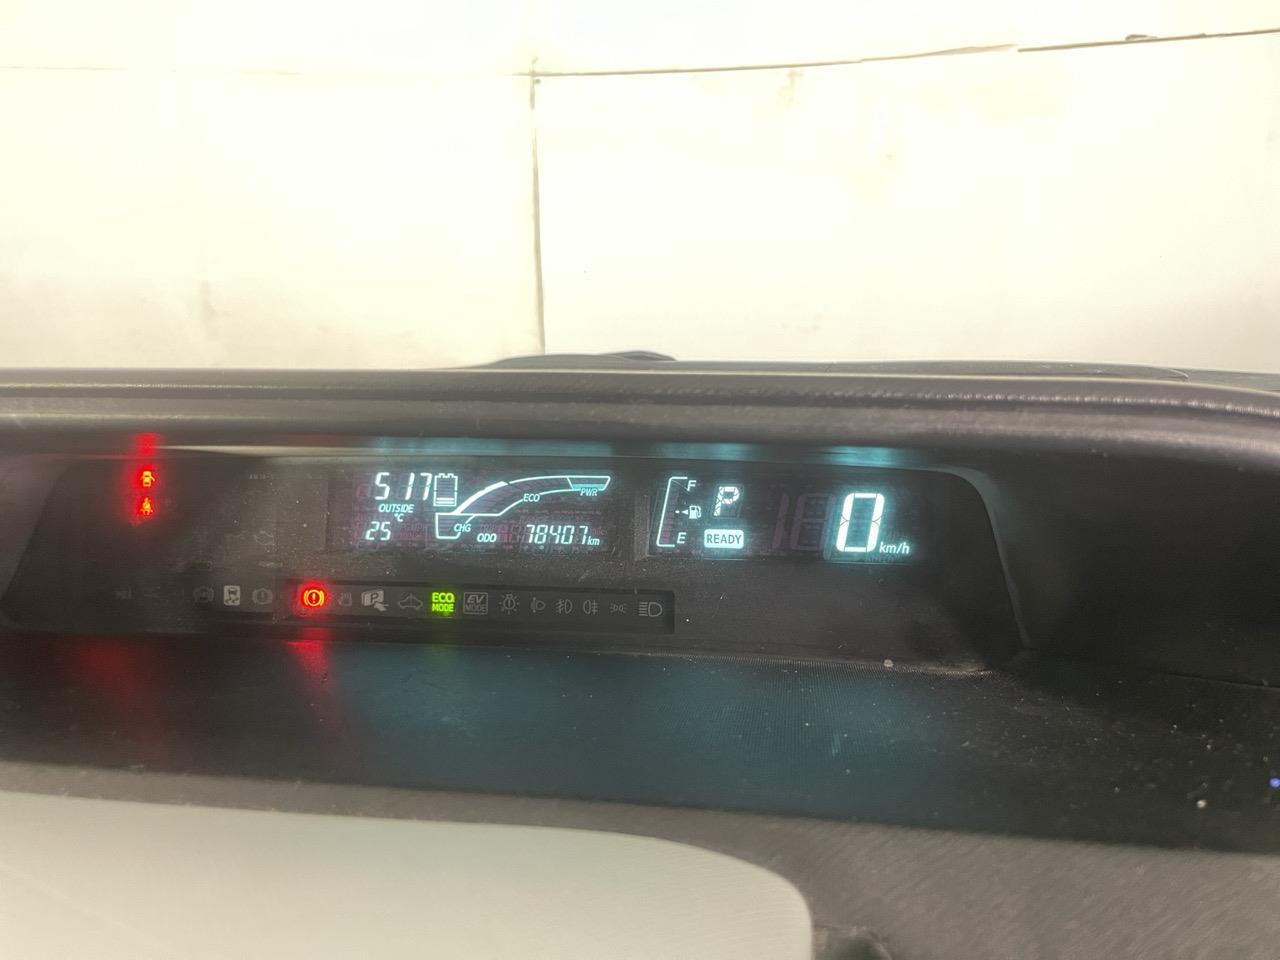 5:17
OUTSIDE
°C
25
ECO
PWR
CHG
ODO 78407 km
F
E
P
READY
0 km/h
P
ECO
MODE
EV
MODE